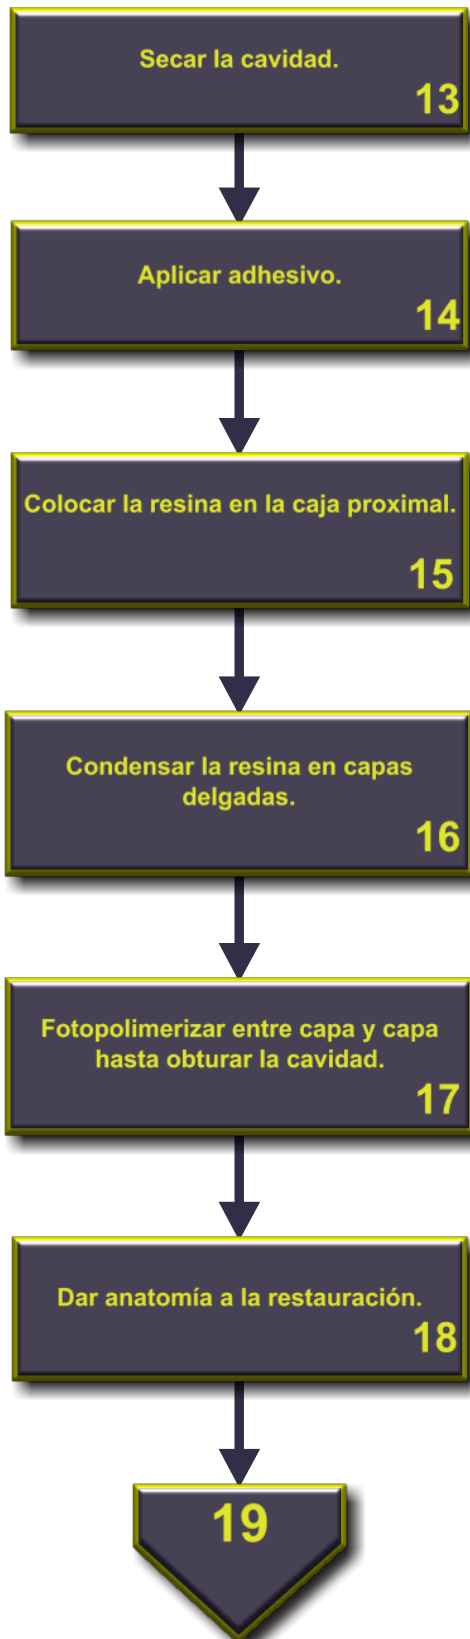 Secar la cavidad.
13
Aplicar adhesivo.
14
Colocar la resina en la caja proximal.
15
Condensar la resina en capas
delgadas.
16
Fotopolimerizar entre capa y capa
hasta obturar la cavidad.
17
Dar anatomía a la restauración.
18
19